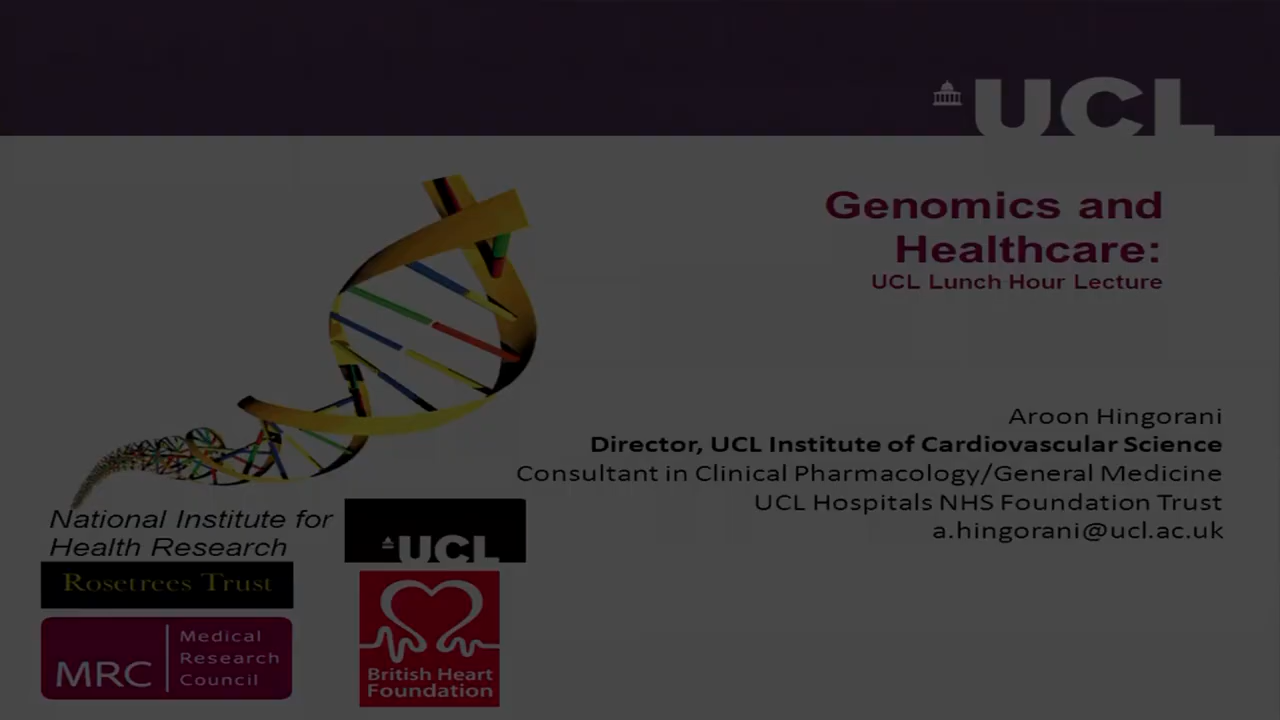 UCL
Genomics and
Healthcare:
UCL Lunch Hour Lecture
Aroon Hingorani
Director, UCL Institute of Cardiovascular Science
Consultant in Clinical Pharmacology/General Medicine
UCL Hospitals NHS Foundation Trust
a.hingorani@ucl.ac.uk
National Institute for
Health Research
UCL
Rosetrees Trust
MRC
Medical
Research
Council
British Heart
Foundation